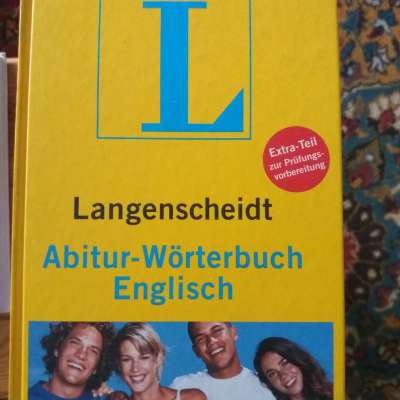 L
Extra-Teil
zur Prüfungs-
vorbereitung
Langenscheidt
Abitur-Wörterbuch
Englisch